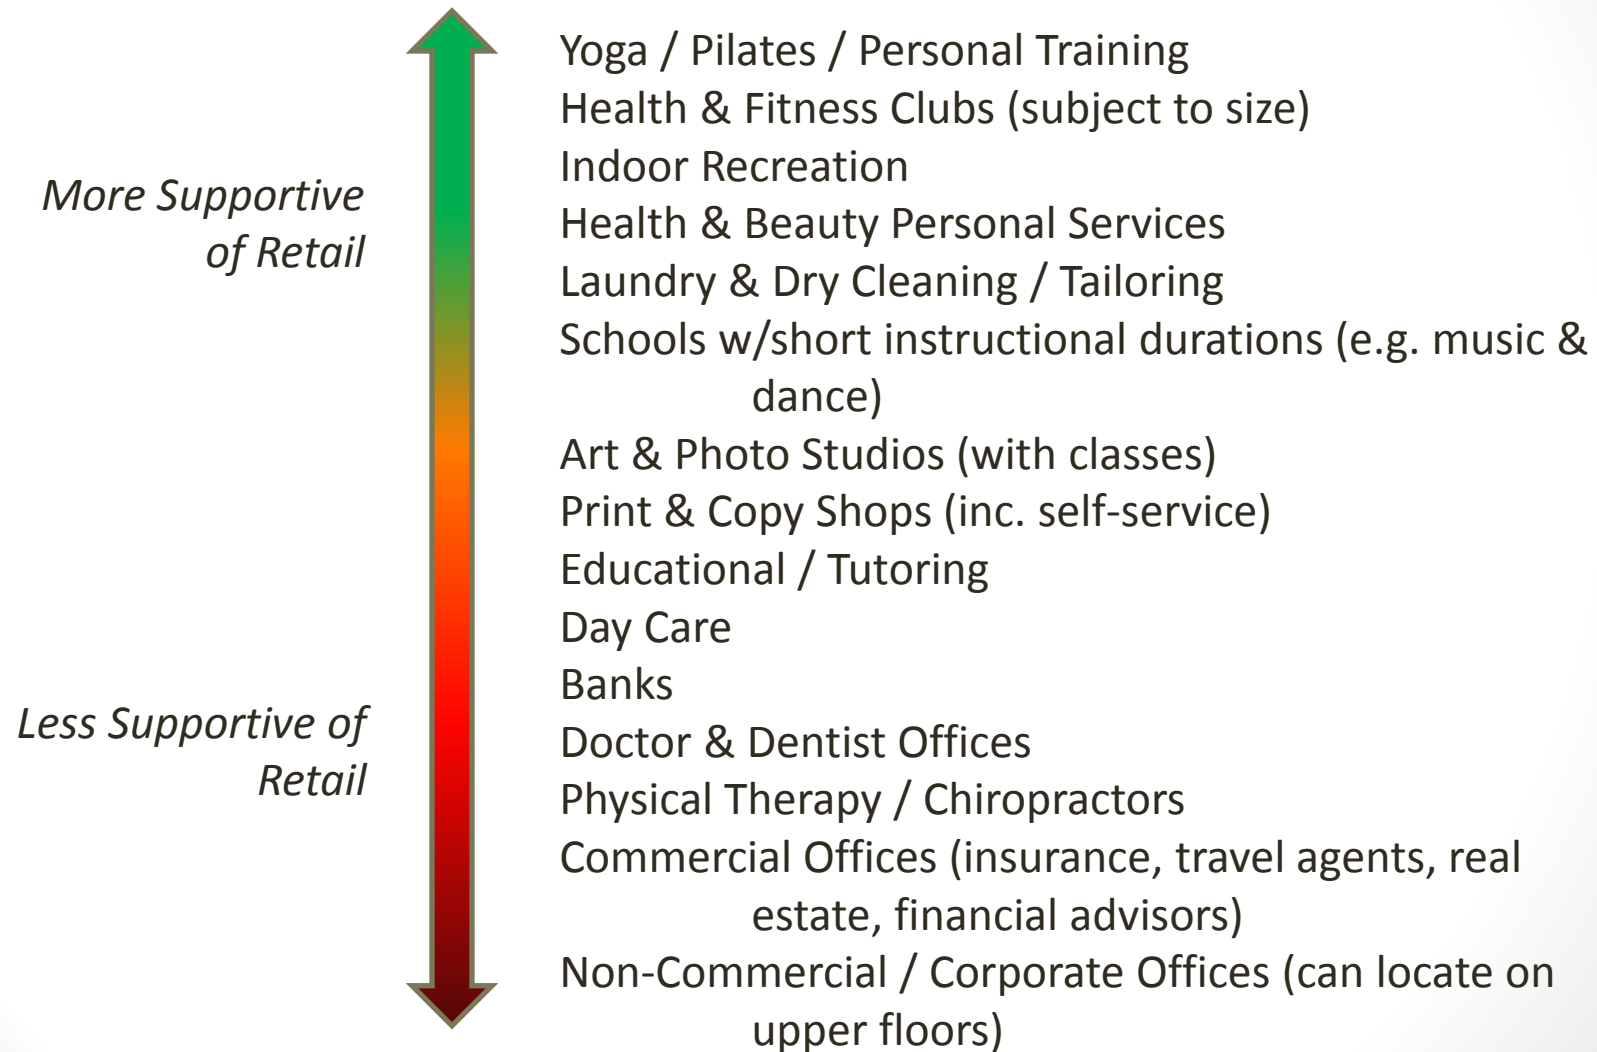 More Supportive
of Retail
Less Supportive of
Retail
Yoga / Pilates / Personal Training
Health & Fitness Clubs (subject to size)
Indoor Recreation
Health & Beauty Personal Services
Laundry & Dry Cleaning / Tailoring
Schools w/short instructional durations (e.g. music &
dance)
Art & Photo Studios (with classes)
Print & Copy Shops (inc. self-service)
Educational / Tutoring
Day Care
Banks
Doctor & Dentist Offices
Physical Therapy / Chiropractors
Commercial Offices (insurance, travel agents, real
estate, financial advisors)
Non-Commercial / Corporate Offices (can locate on
upper floors)